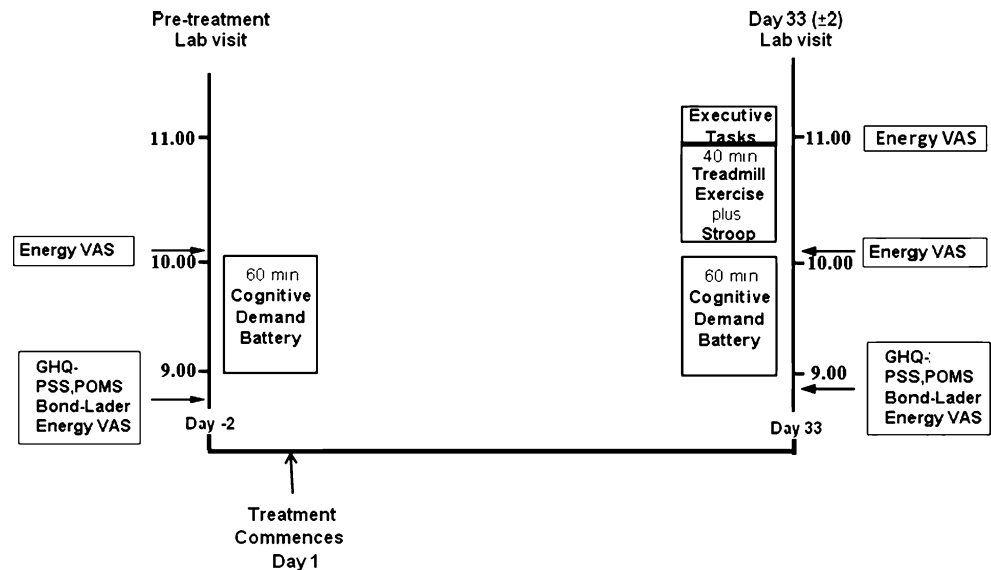 Pre-treatment
Lab visit
11.00
Energy VAS
10.00
60 min
Cognitive
Demand
Battery
9.00
GHQ-
PSS,POMS
Bond-Lader
Energy VAS
Day -2
Treatment
Commences
Day 1
Day 33 (±2)
Lab visit
Executive
Tasks
11.00
Energy VAS
40 min
Treadmill
Exercise
plus
Stroop
Energy VAS
10.00
60 min
Cognitive
Demand
Battery
9.00
GHQ-:
PSS,POMS
Bond-Lader
Energy VAS
Day 33